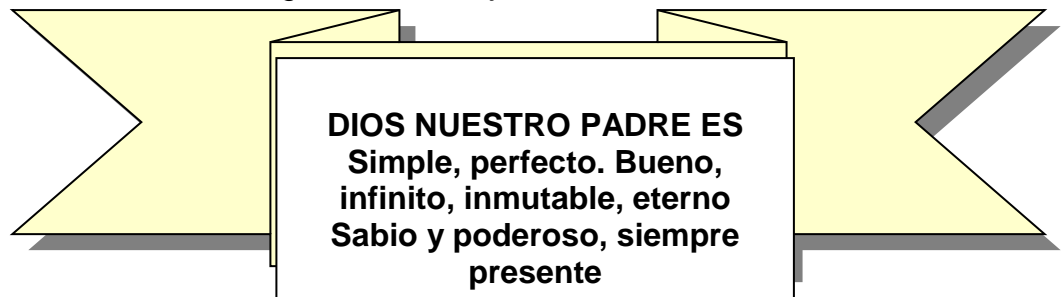 DIOS NUESTRO PADRE ES
Simple, perfecto. Bueno,
infinito, inmutable, eterno
Sabio y poderoso, siempre
presente